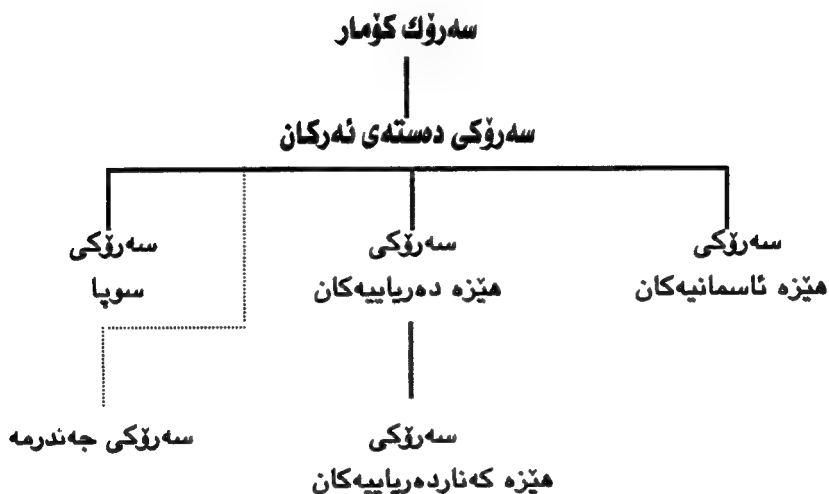 سەرۆك كۆمار
سەرۆكی دەستەی ئەركان
سەرۆكی
هێزە ئاسمانیەكان
سەرۆكی
هێزە دەریاییەكان
سەرۆكی
سوپا
سەرۆكی
هێزە كەناردەریاییەكان
سەرۆكی جەندرمە